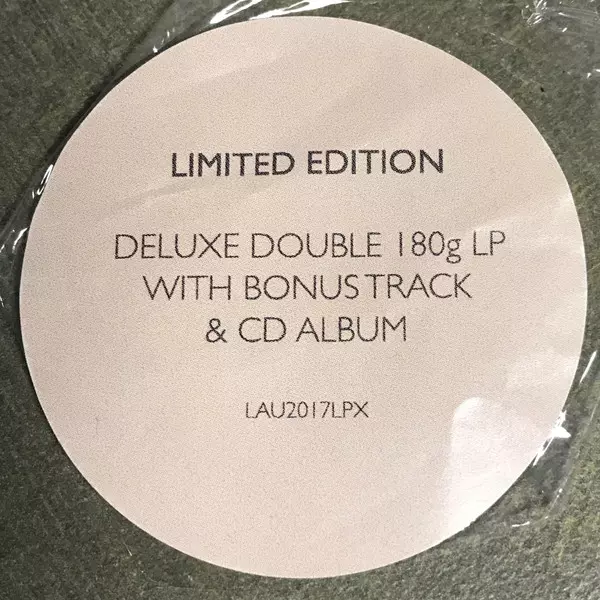 LIMITED EDITION
DELUXE DOUBLE 180g LP
WITH BONUS TRACK
& CD ALBUM
LAU2017LPX